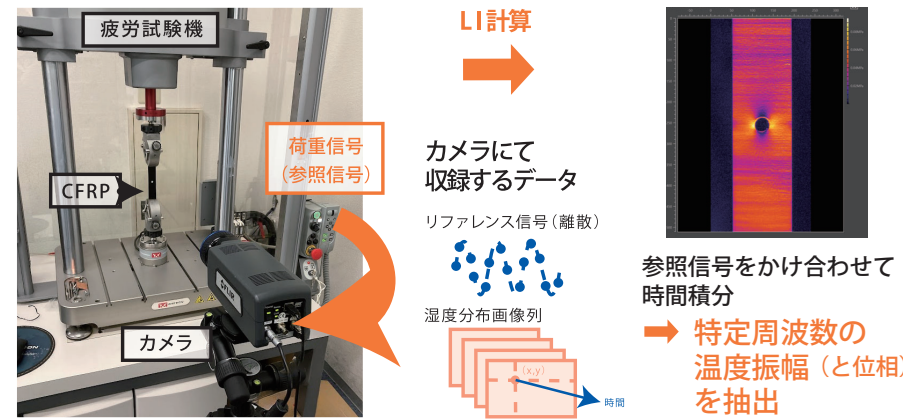 疲労試験機
CFRP
荷重信号
(参照信号)
カメラ
FLIR
LI計算
カメラにて
収録するデータ
リファレンス信号(離散)
湿度分布画像列
(x,y)
時間
参照信号をかけ合わせて
時間積分
特定周波数の
温度振幅(と位相)
を抽出